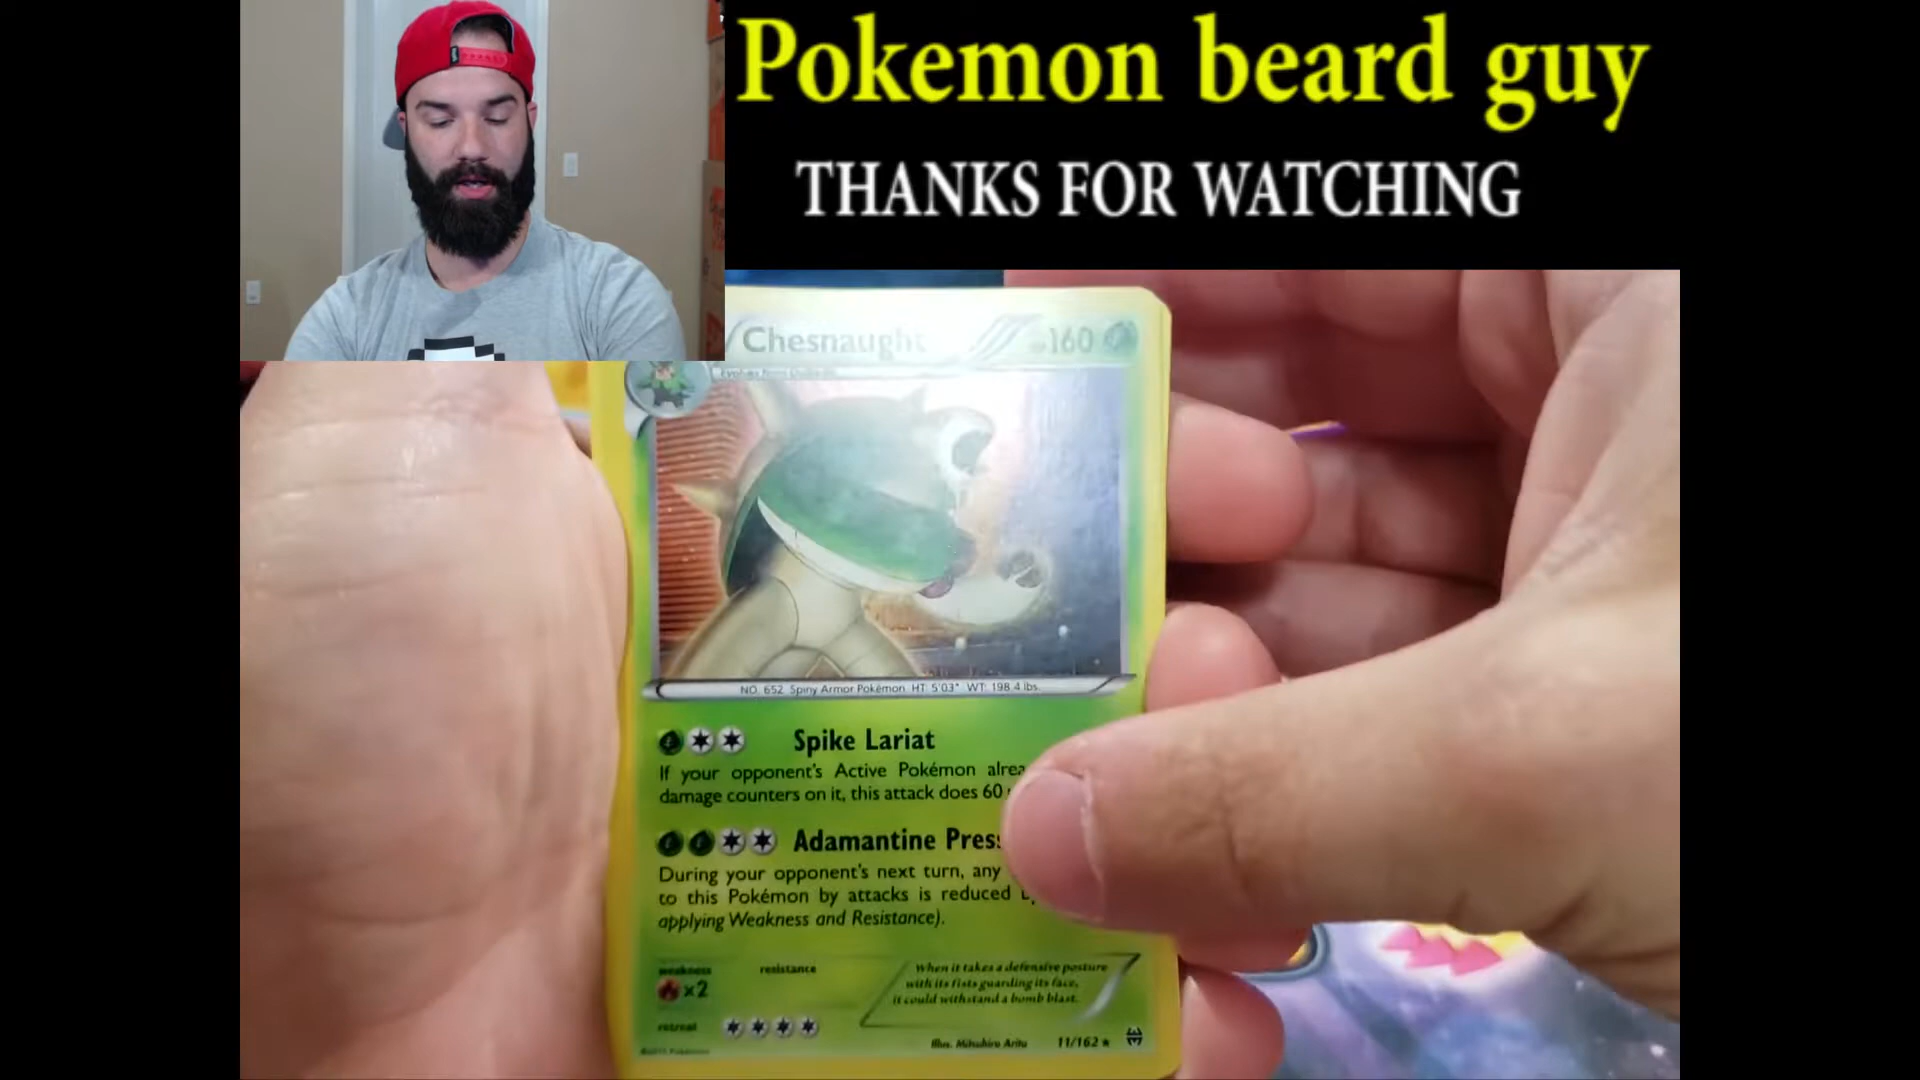 Pokemon beard guy
THANKS FOR WATCHING
Chesnaught 160
NO. 652 Spiny Armor Pokémon HT: 5'03" WT: 198.4 lbs.
Spike Lariat
If your opponent's Active Pokémon
damage counters on it, this attack does 60
Adamantine
During your opponent's next turn, any
to this Pokémon by attacks is reduced
applying Weakness and Resistance).
weakness resistance
×2
When it takes a defensive posture
with its fists guarding its face,
it could withstand a bomb blast.
retreat
Illus. Mitsuhiro Arita 11/162
©2015 Pokémon